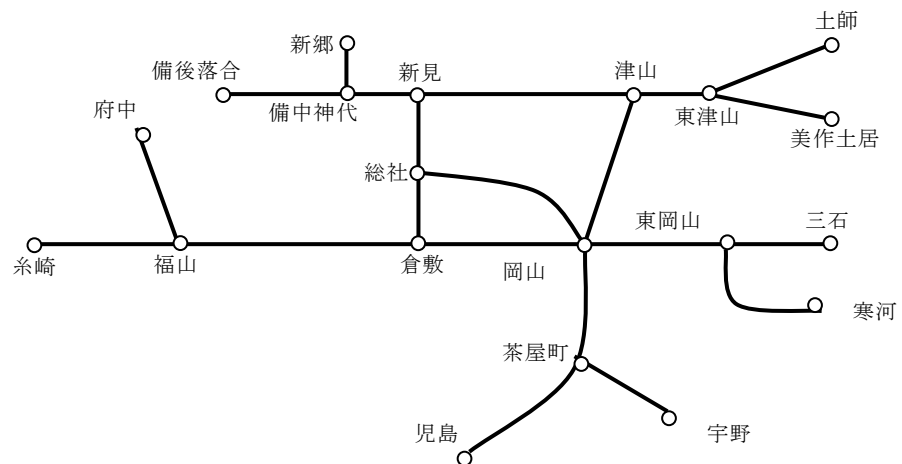 土師
新郷
備後落合
新見
津山
府中
備中神代
東津山
美作土居
総社
東岡山
三石
糸崎
福山
倉敷
岡山
寒河
茶屋町
児島
宇野